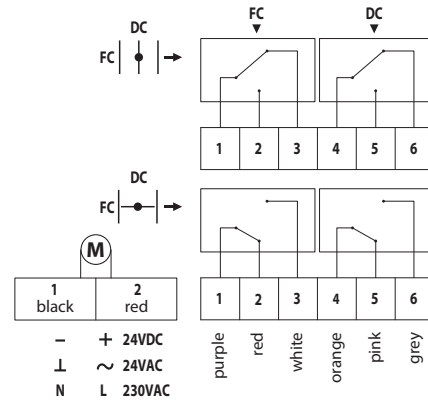 FC DC
DC
FC
1 2 3 4 5 6
DC
FC
M
1 2
black red
1 2 3 4 5 6
purple red white orange pink grey
– + 24VDC
⊥ ~ 24VAC
N L 230VAC